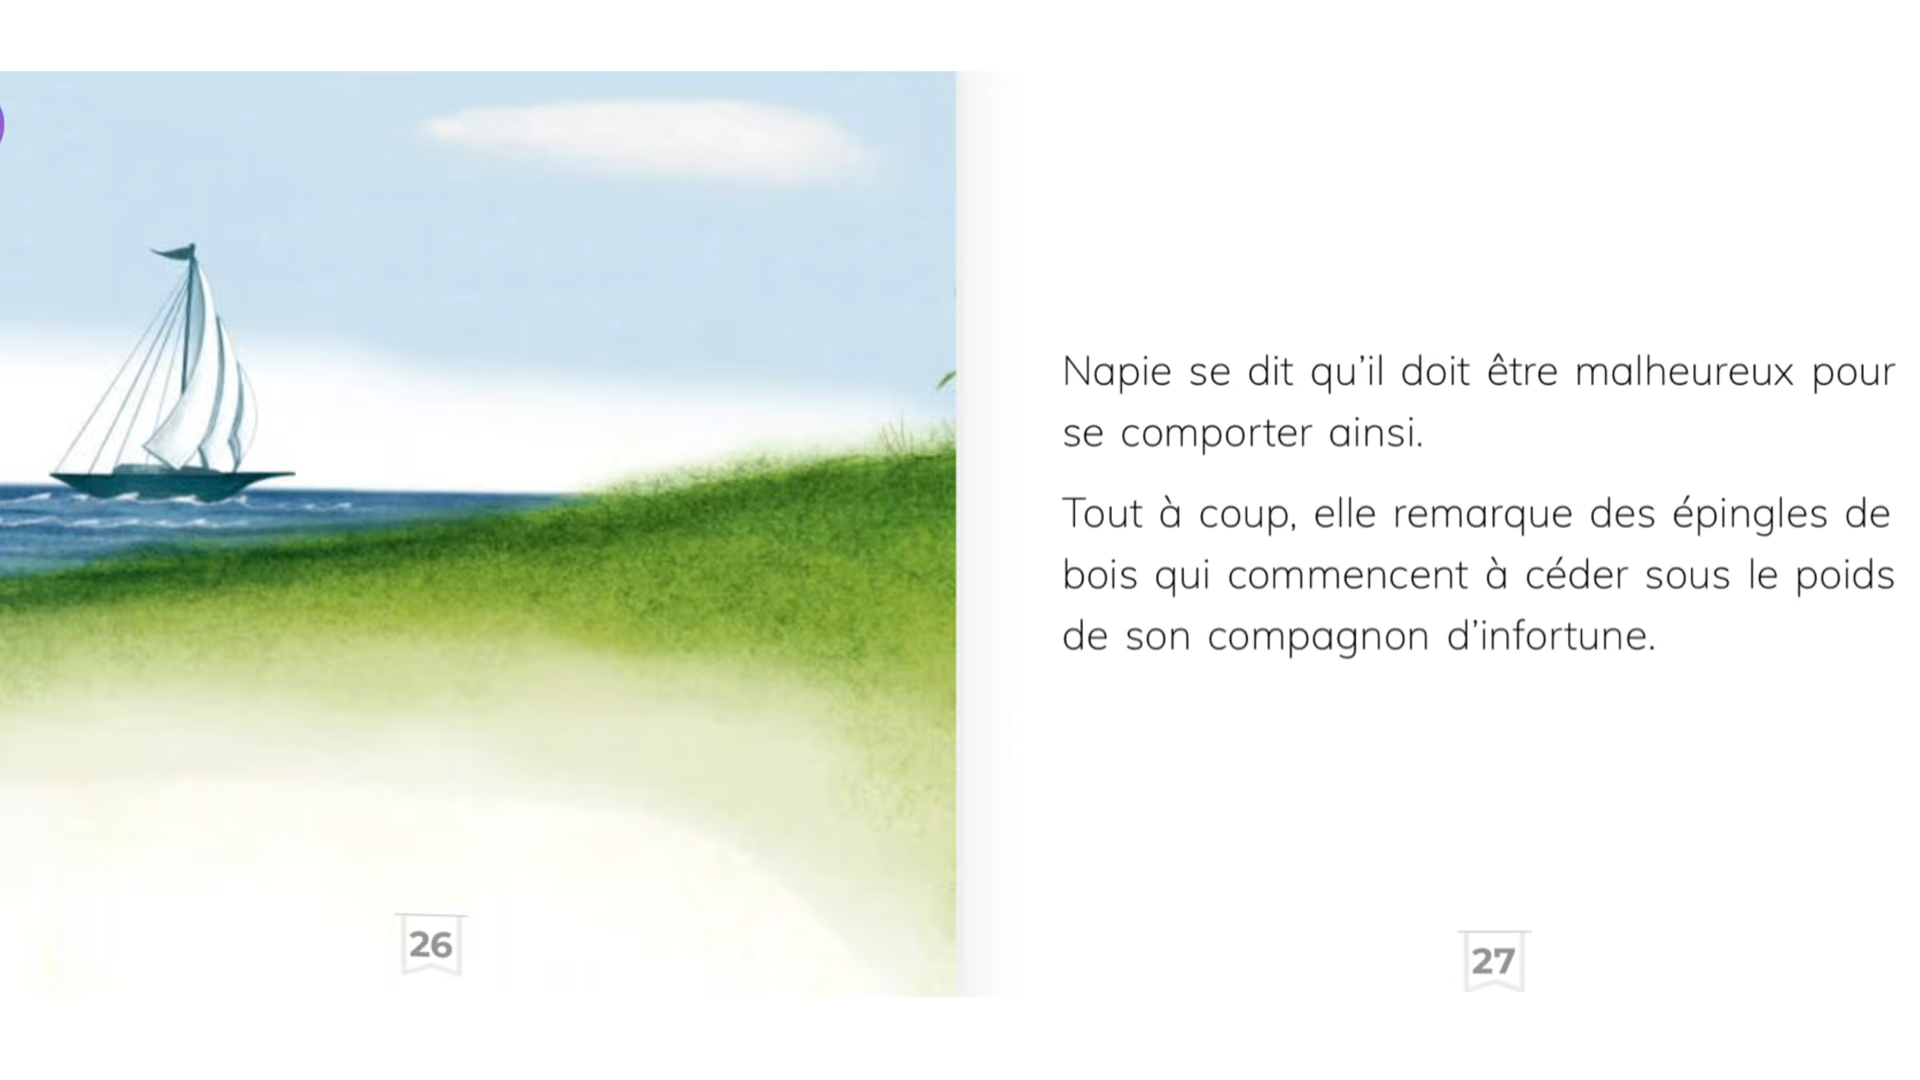 26
Napie se dit qu’il doit être malheureux pour
se comporter ainsi.
Tout à coup, elle remarque des épingles de
bois qui commencent à céder sous le poids
de son compagnon d’infortune.
27